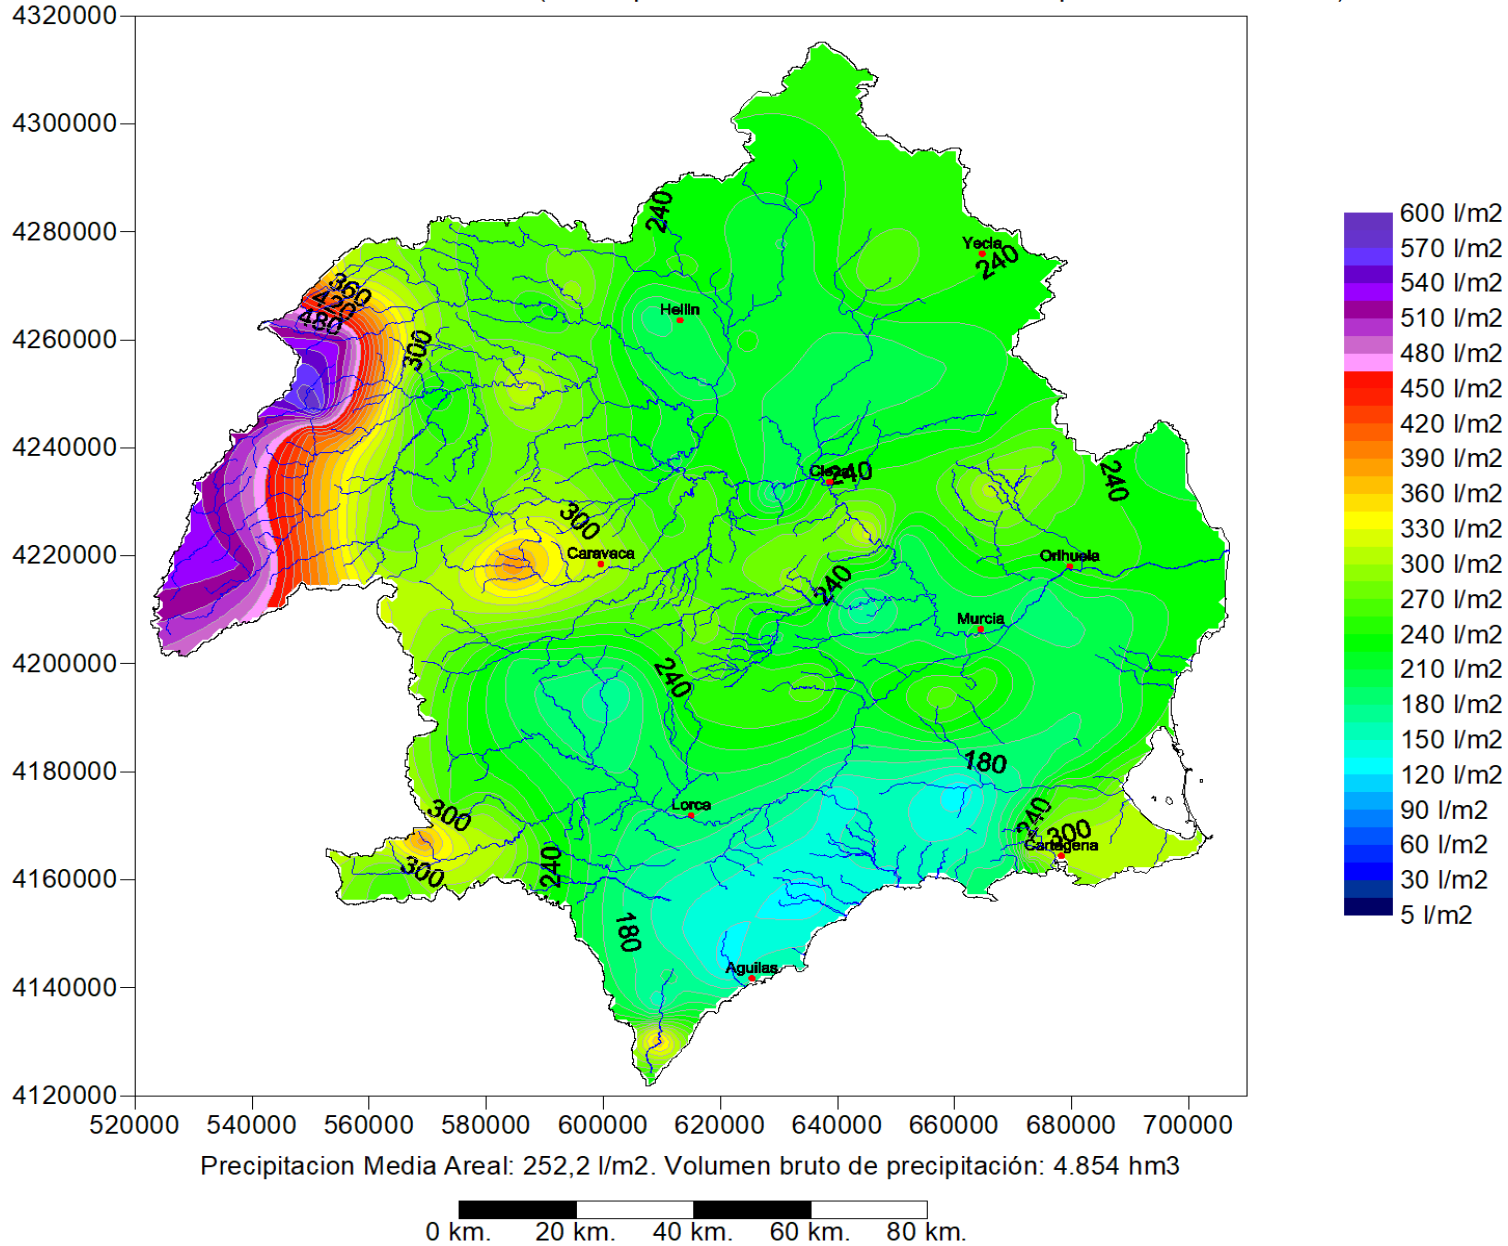 4320000
4300000
4280000
4260000
4240000
4220000
4200000
4180000
4160000
4140000
4120000
520000 540000 560000 580000 600000 620000 640000 660000 680000 700000
240
Yecla
240
360
420
480
300
Hellin
240
240
300
Caravaca
Orihuela
240
Murcia
240
180
Lorca
300
300
240
240
300
Cartagena
180
Aguilas
600 l/m2
570 l/m2
540 l/m2
510 l/m2
480 l/m2
450 l/m2
420 l/m2
390 l/m2
360 l/m2
330 l/m2
300 l/m2
270 l/m2
240 l/m2
210 l/m2
180 l/m2
150 l/m2
120 l/m2
90 l/m2
60 l/m2
30 l/m2
5 l/m2
Precipitacion Media Areal: 252,2 l/m2. Volumen bruto de precipitación: 4.854 hm3
0 km. 20 km. 40 km. 60 km. 80 km.